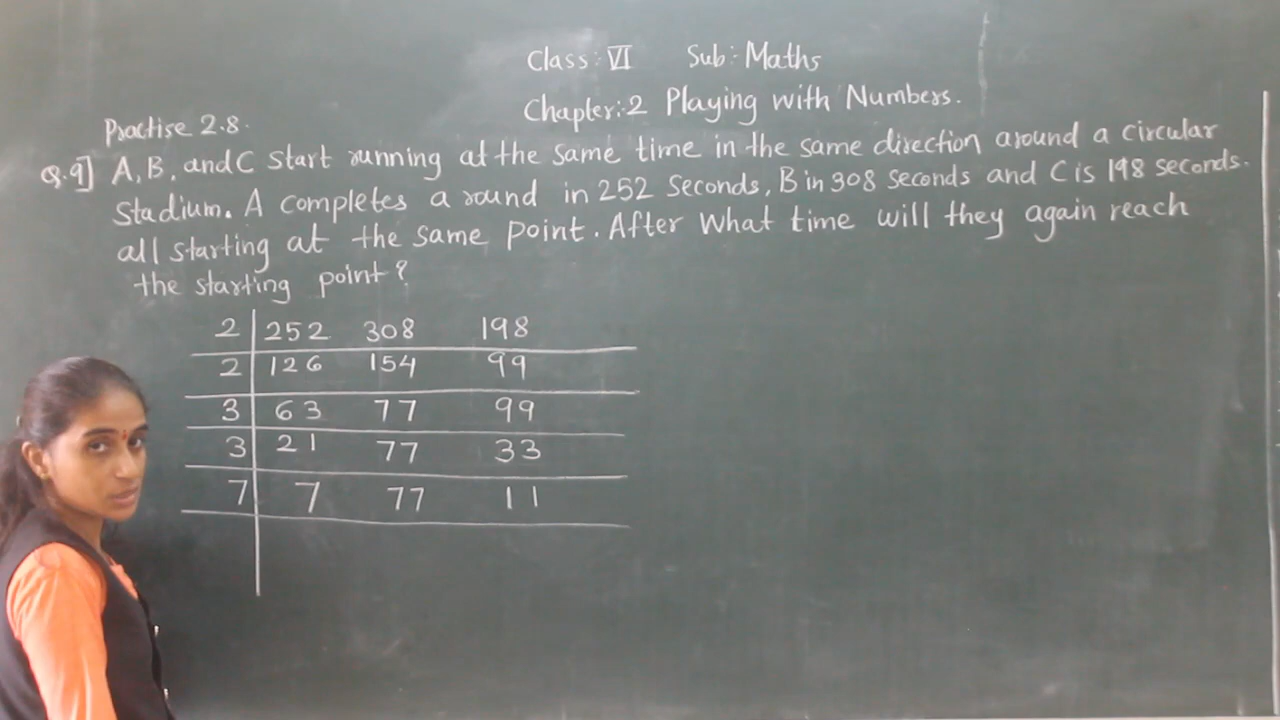 Class:VI Sub:-Maths
Chapter:-2 Playing with Numbers.
Practise 2.8.
Q.9] A, B, and C start running at the same time in the same direction around a circular
stadium. A completes a round in 252 seconds, B in 308 seconds and C is 198 seconds.
all starting at the same point. After what time will they again reach
the starting point?
2 252 308 198
2 126 154 99
3 63 77 99
3 21 77 33
7 7 77 11